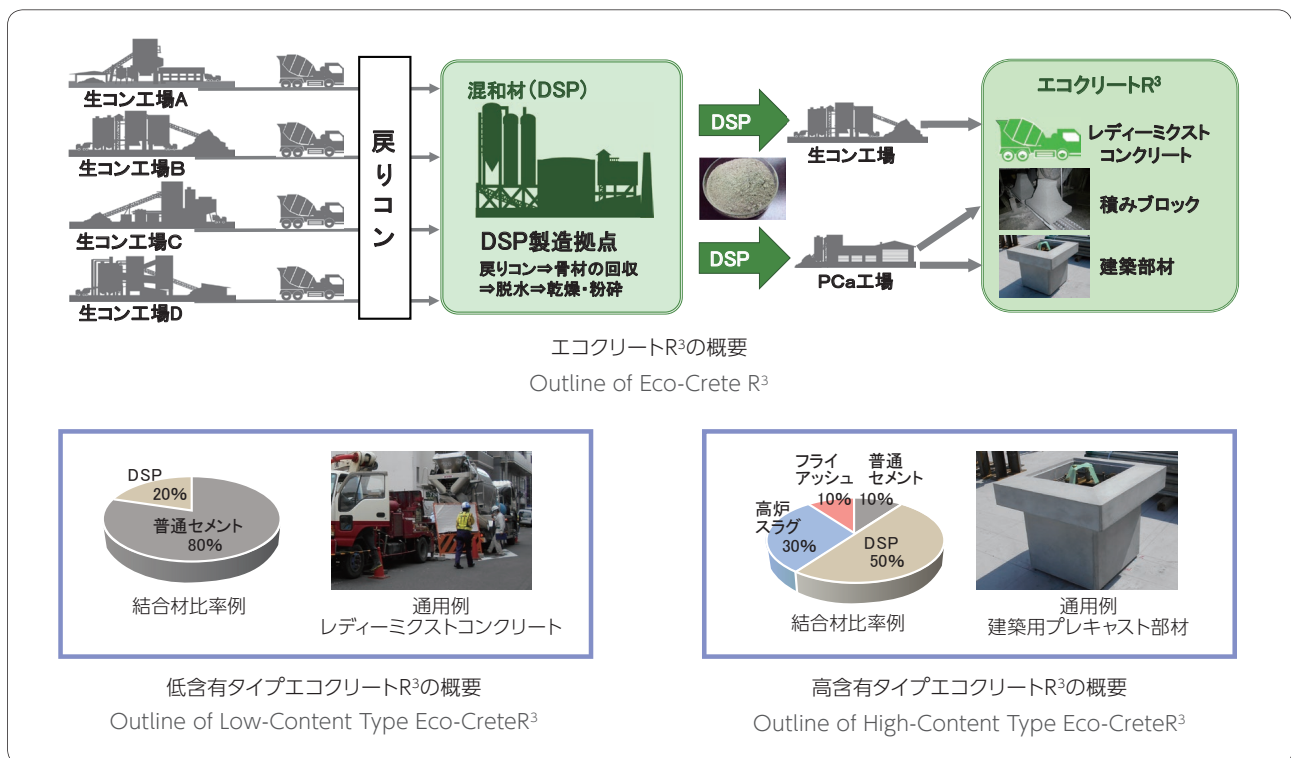 生コン工場A
生コン工場B
生コン工場C
生コン工場D
戻りコン
混和材(DSP)
DSP製造拠点
戻りコン⇒骨材の回収
⇒脱水⇒乾燥・粉砕
DSP
DSP
生コン工場
PCa工場
エコクリートR³
レディーミクスト
コンクリート
積みブロック
建築部材
エコクリートR³の概要
Outline of Eco-Crete R³
DSP
20%
普通セメント
80%
結合材比率例
通用例
レディーミクストコンクリート
低含有タイプエコクリートR³の概要
Outline of Low-Content Type Eco-CreteR³
フライ
アッシュ
10%
普通
セメント
10%
高炉
スラグ
30%
DSP
50%
結合材比率例
通用例
建築用プレキャスト部材
高含有タイプエコクリートR³の概要
Outline of High-Content Type Eco-CreteR³